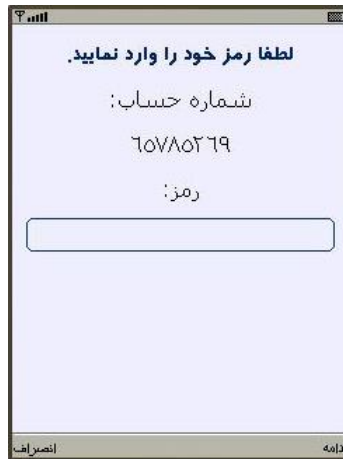 لطفا رمز خود را وارد نمایید.
شماره حساب:
٦٥٧٨٥٢٦٩
رمز:
انصراف